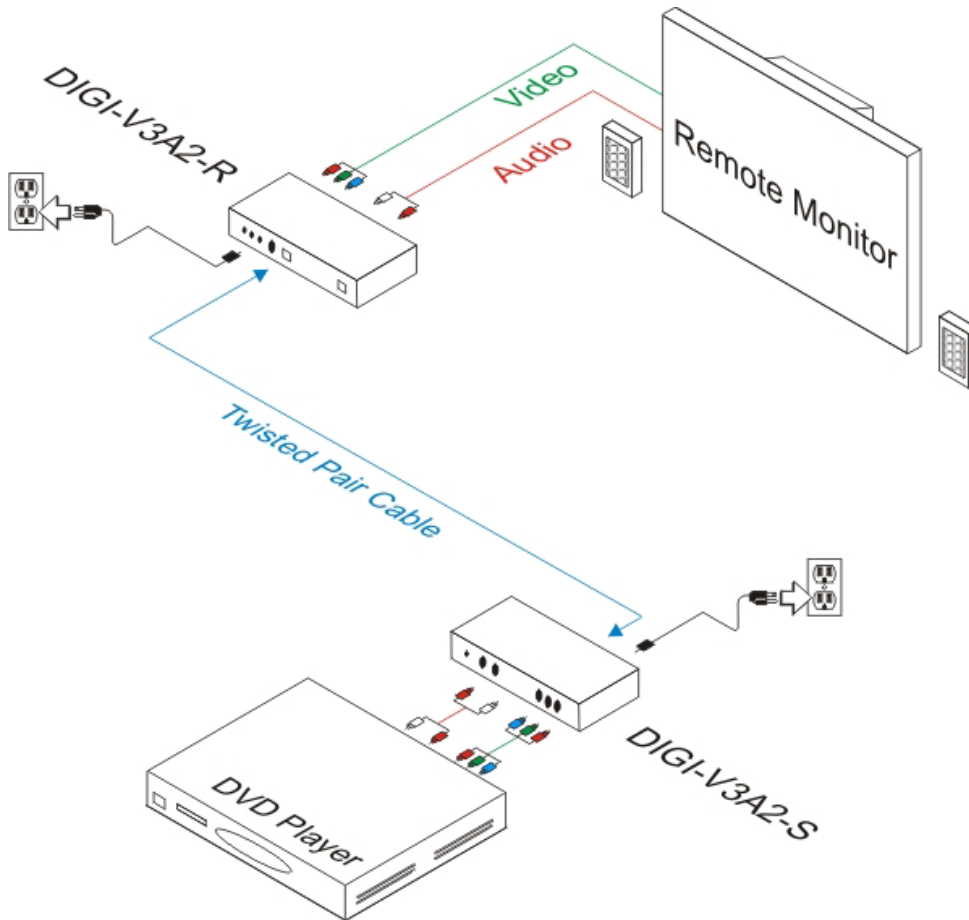 DIGI-V3A2-R
Video
Audio
Remote Monitor
Twisted Pair Cable
DIGI-V3A2-S
DVD Player